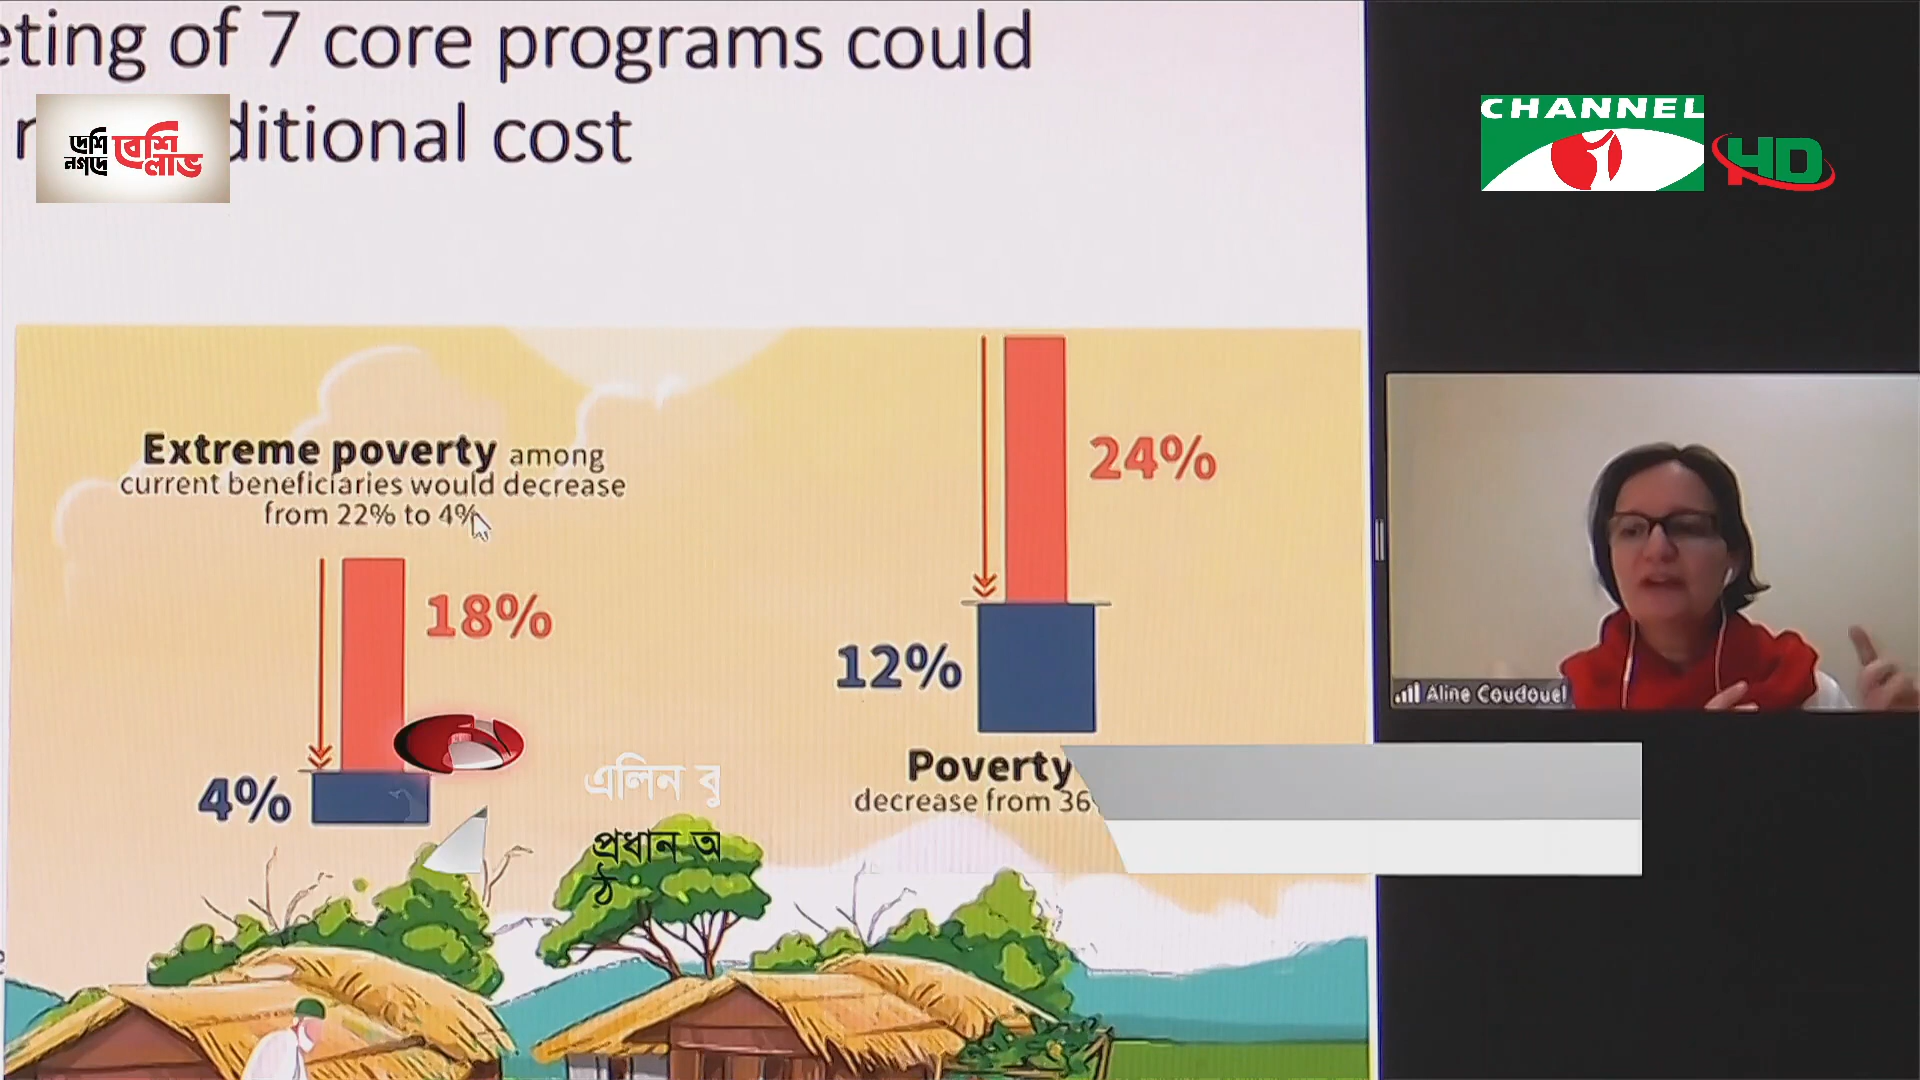 eting of 7 core programs could
ditional cost
দেশি
নগদে
বেশি
লাভ
CHANNEL
HD
Extreme poverty among
current beneficiaries would decrease
from 22% to 4%
18%
4%
24%
12%
Poverty
decrease from 36
Aline Coudouel
এলিন
প্রধান অ